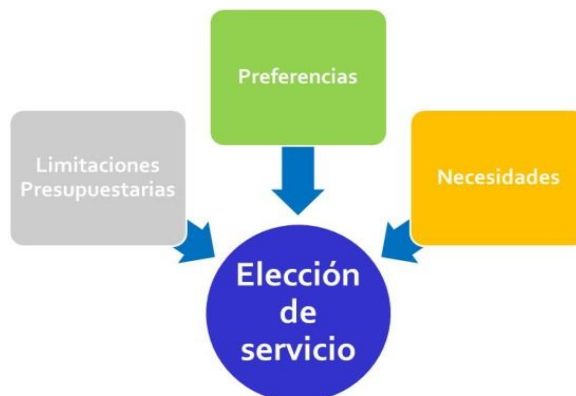 Preferencias
Limitaciones
Presupuestarias
Necesidades
Elección
de
servicio